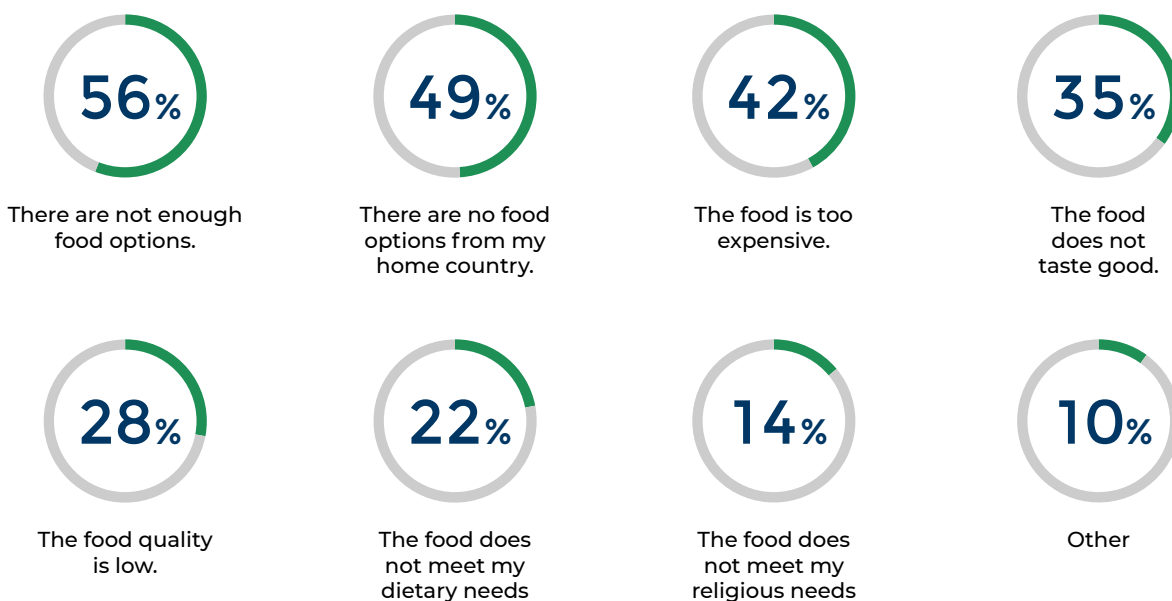 56%
There are not enough
food options.
49%
There are no food
options from my
home country.
42%
The food is too
expensive.
35%
The food
does not
taste good.
28%
The food quality
is low.
22%
The food does
not meet my
dietary needs
14%
The food does
not meet my
religious needs
10%
Other